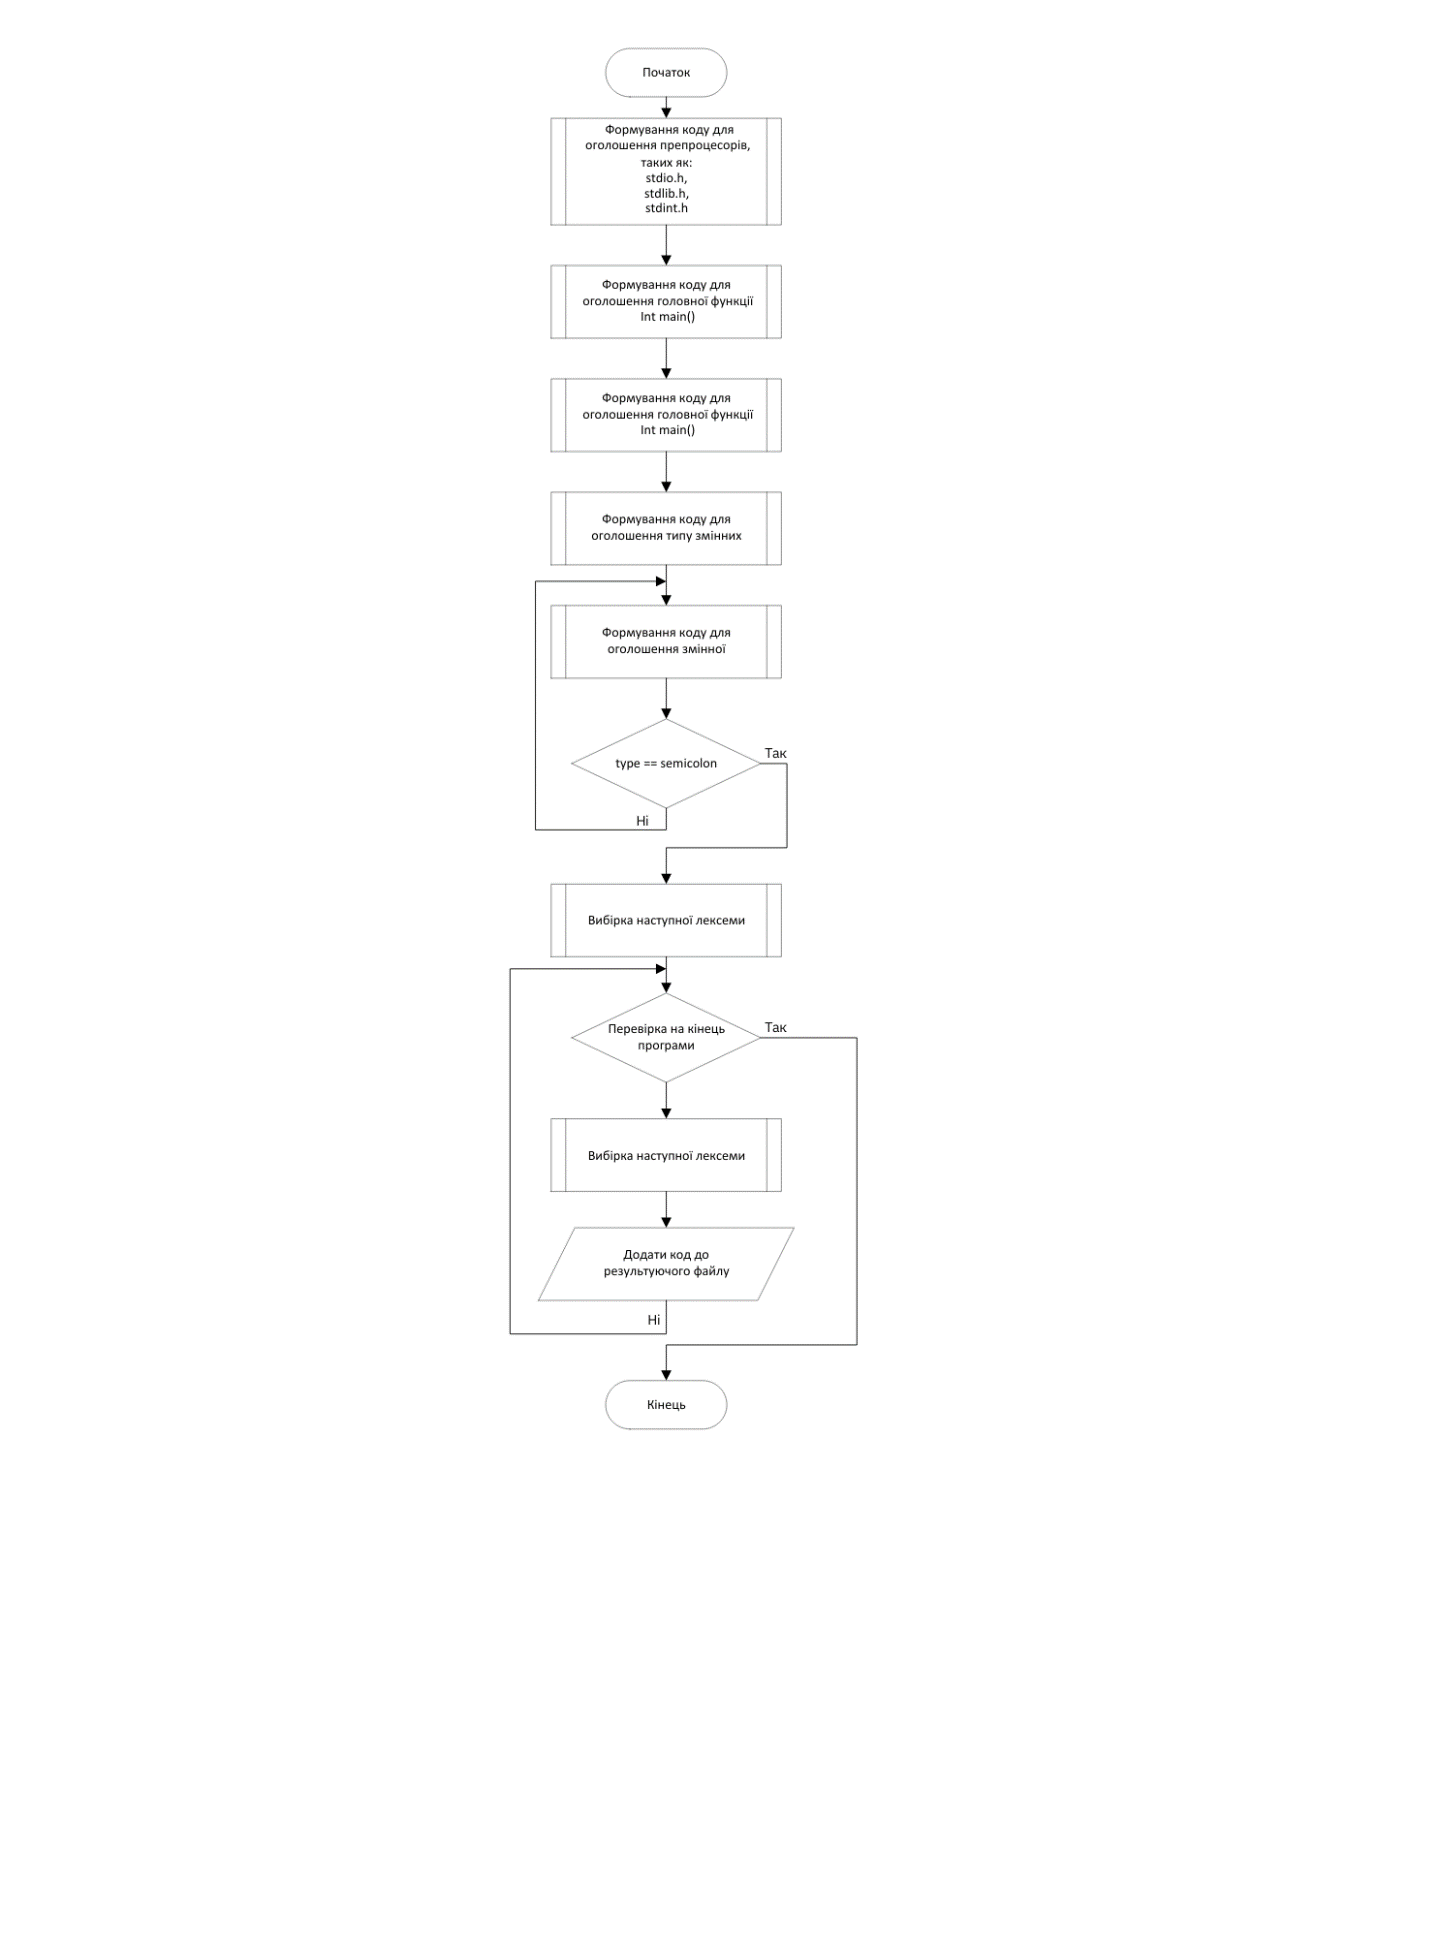 Початок
Формування коду для
оголошення препроцесорів,
таких як:
stdio.h,
stdlib.h,
stdint.h
Формування коду для
оголошення головної функції
Int main()
Формування коду для
оголошення головної функції
Int main()
Формування коду для
оголошення типу змінних
Формування коду для
оголошення змінної
Так
type == semicolon
Ні
Вибірка наступної лексеми
Так
Перевірка на кінець
програми
Вибірка наступної лексеми
Додати код до
результуючого файлу
Ні
Кінець